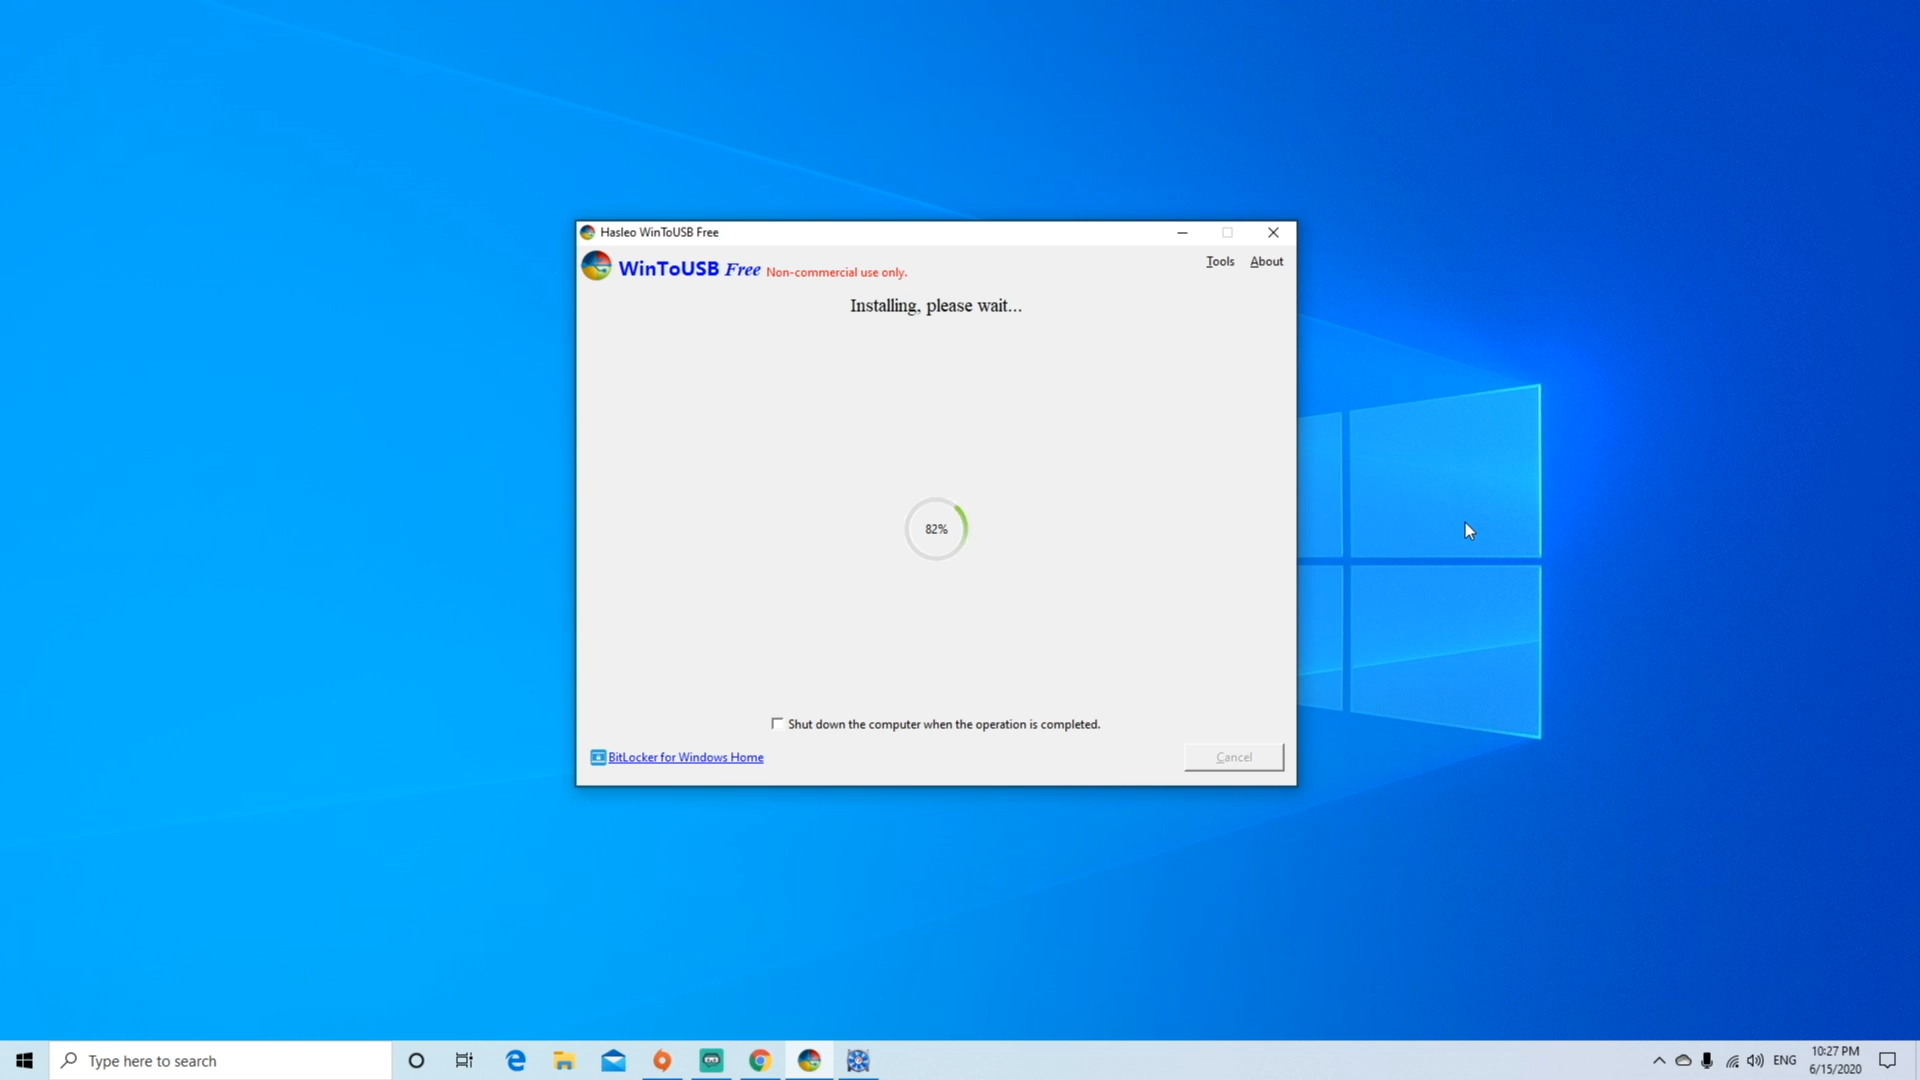 Hasleo WinToUSB Free
WinToUSB Free Non-commercial use only.
Tools About
Installing, please wait...
82%
Shut down the computer when the operation is completed.
BitLocker for Windows Home
Cancel
Type here to search
ENG
10:27 PM
6/15/2020